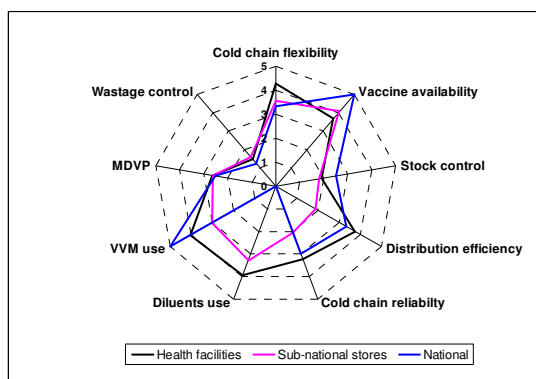 Cold chain flexibility
5
4
3
2
1
0
Wastage control
Vaccine availability
MDVP
Stock control
VVM use
Distribution efficiency
Diluents use
Cold chain reliabilty
Health facilities
Sub-national stores
National